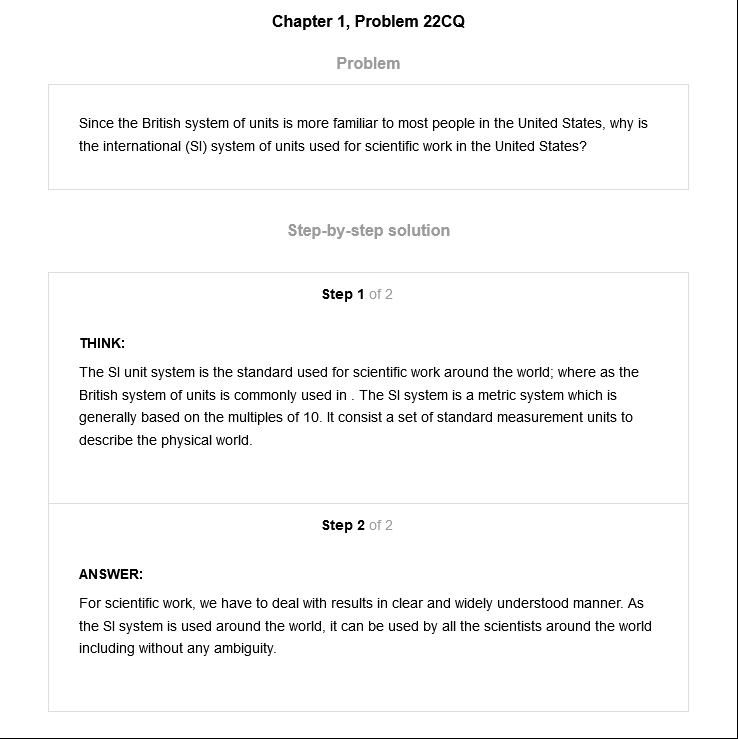 Chapter 1, Problem 22CQ
Problem
Since the British system of units is more familiar to most people in the United States, why is
the international (SI) system of units used for scientific work in the United States?
Step-by-step solution
Step 1 of 2
THINK:
The SI unit system is the standard used for scientific work around the world; where as the
British system of units is commonly used in . The SI system is a metric system which is
generally based on the multiples of 10. It consist a set of standard measurement units to
describe the physical world.
Step 2 of 2
ANSWER:
For scientific work, we have to deal with results in clear and widely understood manner. As
the SI system is used around the world, it can be used by all the scientists around the world
including without any ambiguity.